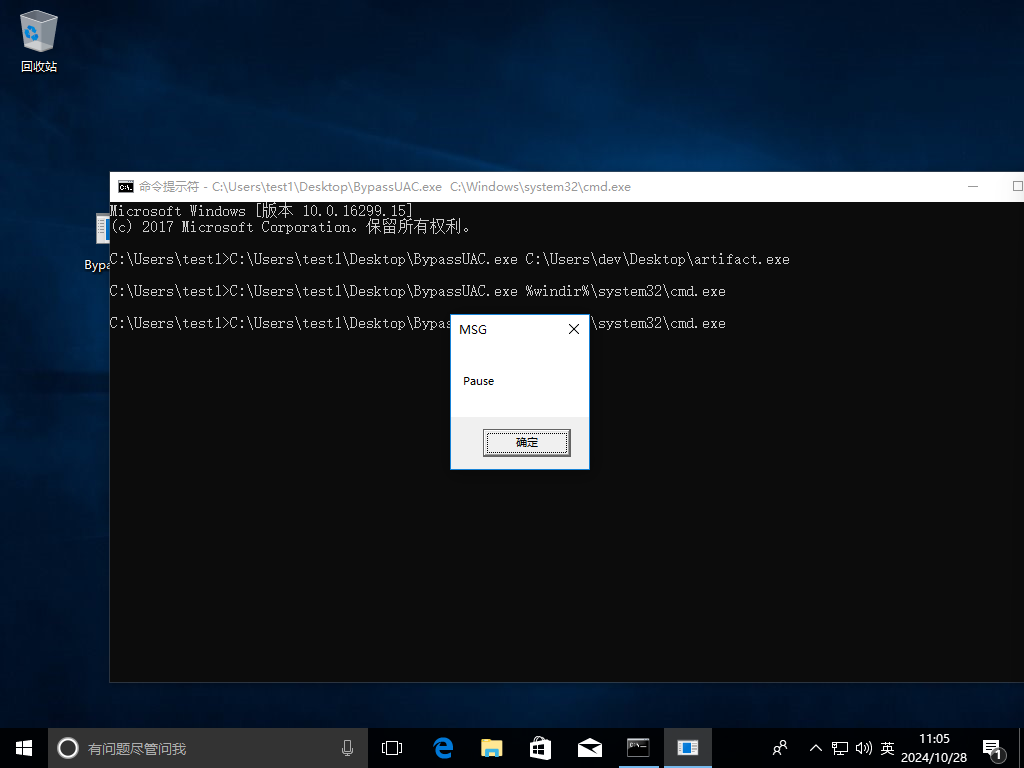 回收站
命令提示符 - C:\Users\test1\Desktop\BypassUAC.exe  C:\Windows\system32\cmd.exe
Microsoft Windows [版本 10.0.16299.15]
(c) 2017 Microsoft Corporation。保留所有权利。
Bypa
C:\Users\test1>C:\Users\test1\Desktop\BypassUAC.exe C:\Users\dev\Desktop\artifact.exe
C:\Users\test1>C:\Users\test1\Desktop\BypassUAC.exe %windir%\system32\cmd.exe
C:\Users\test1>C:\Users\test1\Desktop\Bypas \system32\cmd.exe
MSG
Pause
确定
有问题尽管问我
英
11:05
2024/10/28
1